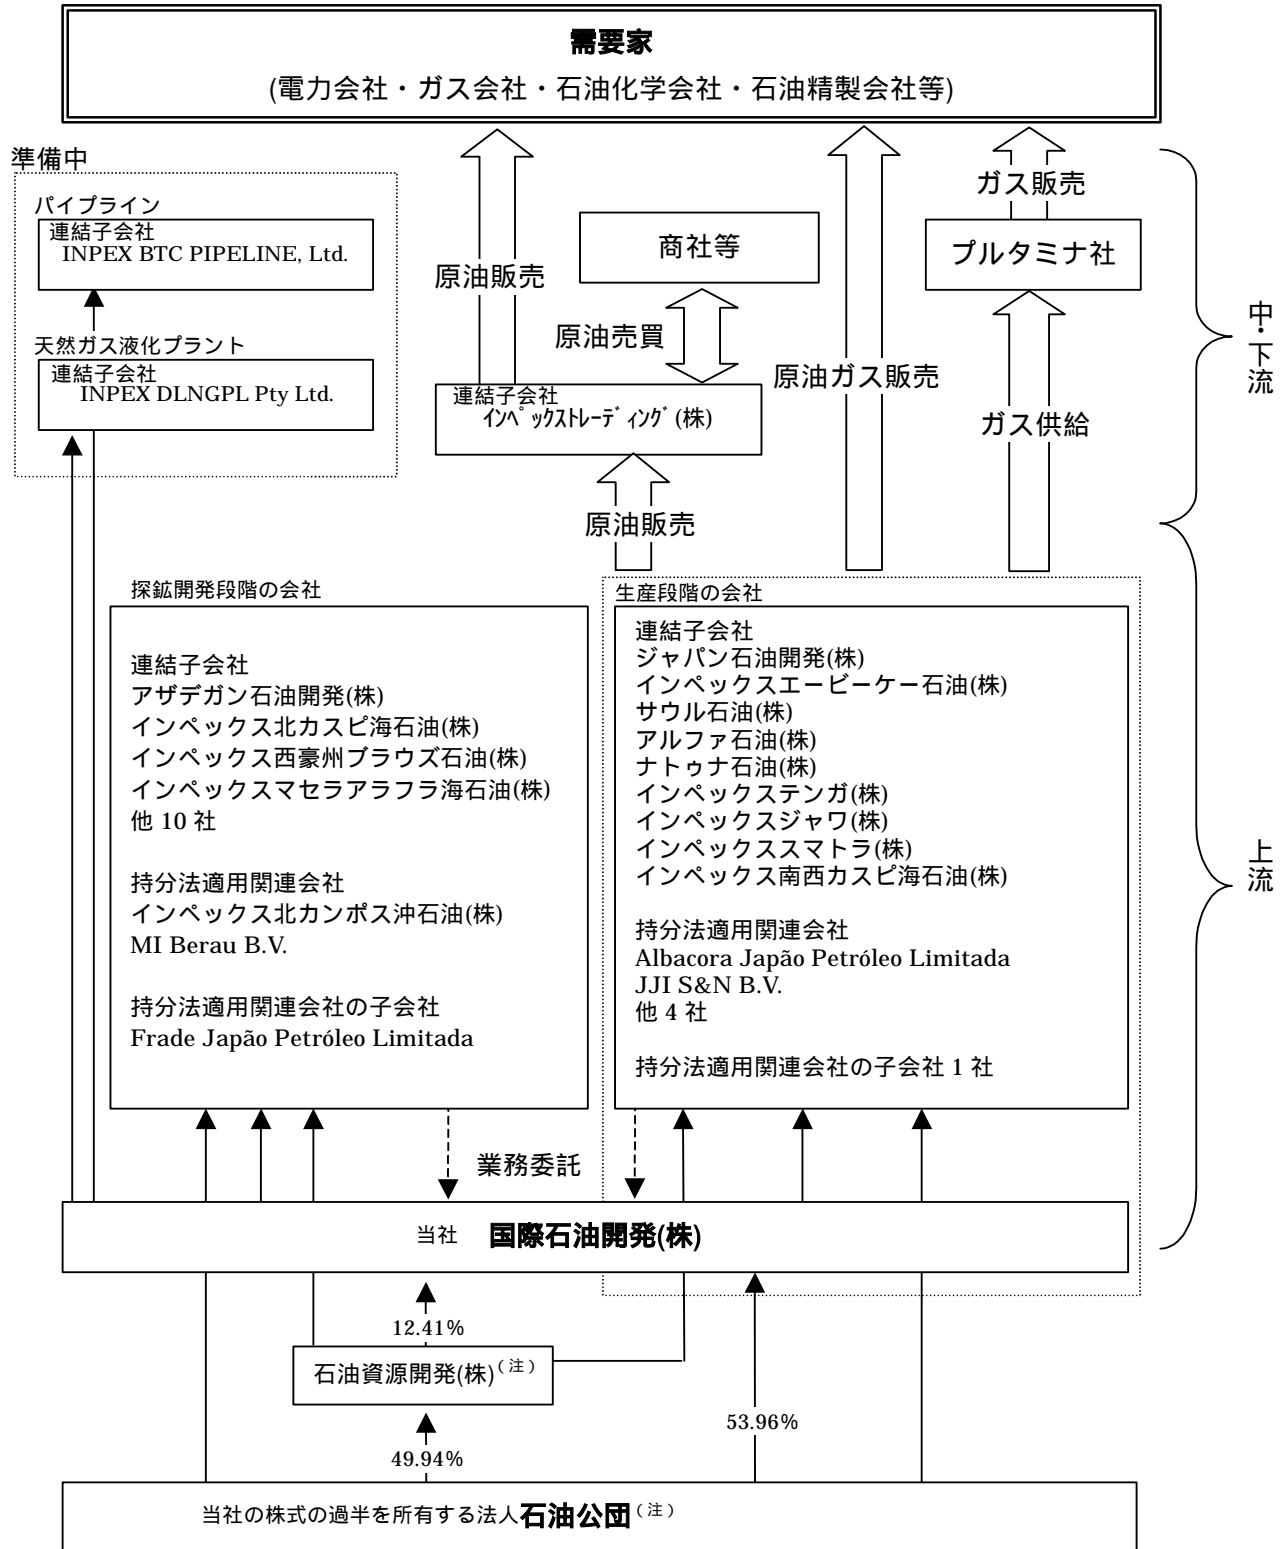 需要家
(電力会社・ガス会社・石油化学会社・石油精製会社等)
準備中
パイプライン
連結子会社
INPEX BTC PIPELINE, Ltd.
天然ガス液化プラント
連結子会社
INPEX DLNGPL Pty Ltd.
原油販売
商社等
原油売買
連結子会社
ｲﾝﾍﾟｯｸｽﾄﾚｰﾃﾞｨﾝｸﾞ(株)
原油販売
原油ガス販売
ガス販売
プルタミナ社
ガス供給
中・下流
探鉱開発段階の会社
連結子会社
アザデガン石油開発(株)
インペックス北カスピ海石油(株)
インペックス西豪州ブラウズ石油(株)
インペックスマセラアラフラ海石油(株)
他 10 社
持分法適用関連会社
インペックス北カンポス沖石油(株)
MI Berau B.V.
持分法適用関連会社の子会社
Frade Japão Petróleo Limitada
生産段階の会社
連結子会社
ジャパン石油開発(株)
インペックスエービーケー石油(株)
サウル石油(株)
アルファ石油(株)
ナトゥナ石油(株)
インペックステンガ(株)
インペックスジャワ(株)
インペックススマトラ(株)
インペックス南西カスピ海石油(株)
持分法適用関連会社
Albacora Japão Petróleo Limitada
JJI S&N B.V.
他 4 社
持分法適用関連会社の子会社 1 社
上流
業務委託
当社 国際石油開発(株)
12.41%
石油資源開発(株)（注）
53.96%
49.94%
当社の株式の過半を所有する法人石油公団（注）